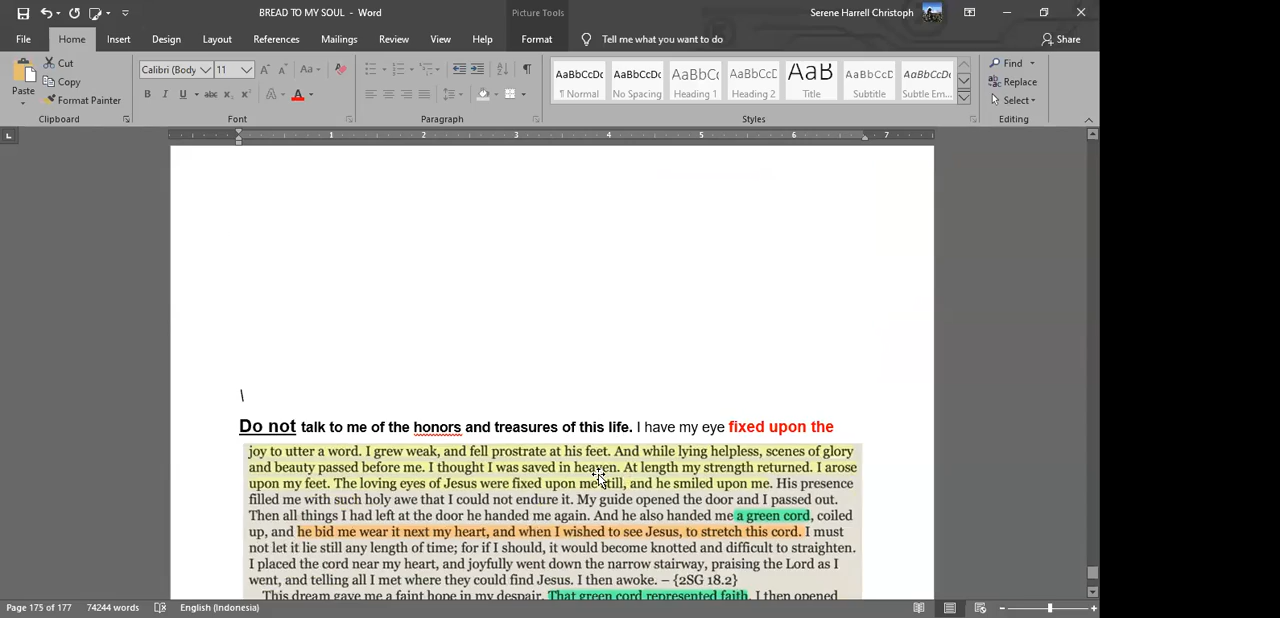 BREAD TO MY SOUL - Word
Picture Tools
Serene Harrell Christoph
File Home Insert Design Layout References Mailings Review View Help Format Tell me what you want to do Share
Paste
Cut
Copy
Format Painter
Calibri (Body 11
AaBbCcDc AaBbCcDc AaBbCc AaBbCcD AaB AaBbCcD AaBbCcD
¶ Normal No Spacing Heading 1 Heading 2 Title Subtitle Subtle Em...
Find
Replace
Select
Clipboard Font Paragraph Styles Editing
1 2 3 4 5 6 7
\
Do not talk to me of the honors and treasures of this life. I have my eye fixed upon the
joy to utter a word. I grew weak, and fell prostrate at his feet. And while lying helpless, scenes of glory
and beauty passed before me. I thought I was saved in heaven. At length my strength returned. I arose
upon my feet. The loving eyes of Jesus were fixed upon me still, and he smiled upon me. His presence
filled me with such holy awe that I could not endure it. My guide opened the door and I passed out.
Then all things I had left at the door he handed me again. And he also handed me a green cord, coiled
up, and he bid me wear it next my heart, and when I wished to see Jesus, to stretch this cord. I must
not let it lie still any length of time; for if I should, it would become knotted and difficult to straighten.
I placed the cord near my heart, and joyfully went down the narrow stairway, praising the Lord as I
went, and telling all I met where they could find Jesus. I then awoke. – {2SG 18.2}
This dream gave me a faint hope in my despair. That green cord represented faith. I then opened
Page 175 of 177 74244 words English (Indonesia)